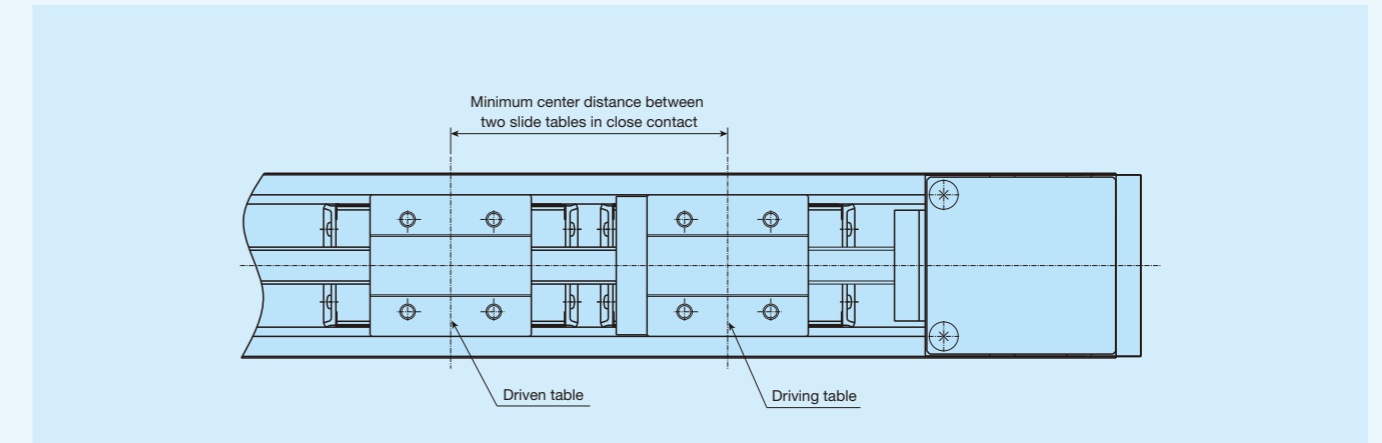 Minimum center distance between
two slide tables in close contact
Driven table
Driving table